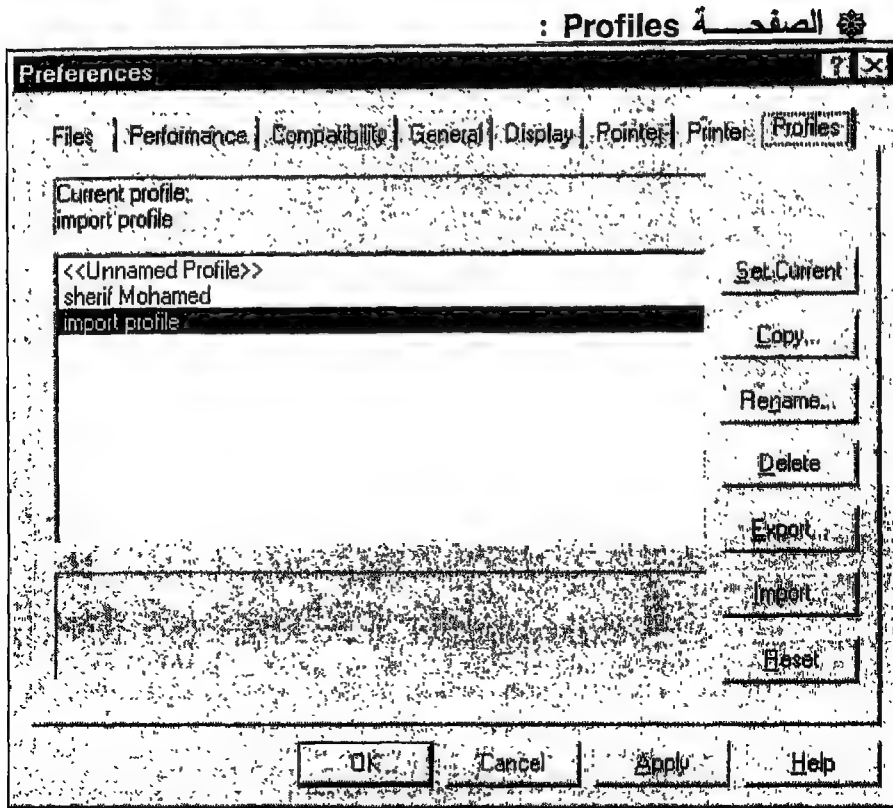 ❃ الصفحــــة Profiles :
Preferences ? ×
Files Performance Compatibility General Display Pointer Printer Profiles
Current profile:
import profile
<<Unnamed Profile>>
sherif Mohamed
import profile
Set Current
Copy...
Rename...
Delete
Export...
Import...
Reset
OK Cancel Apply Help